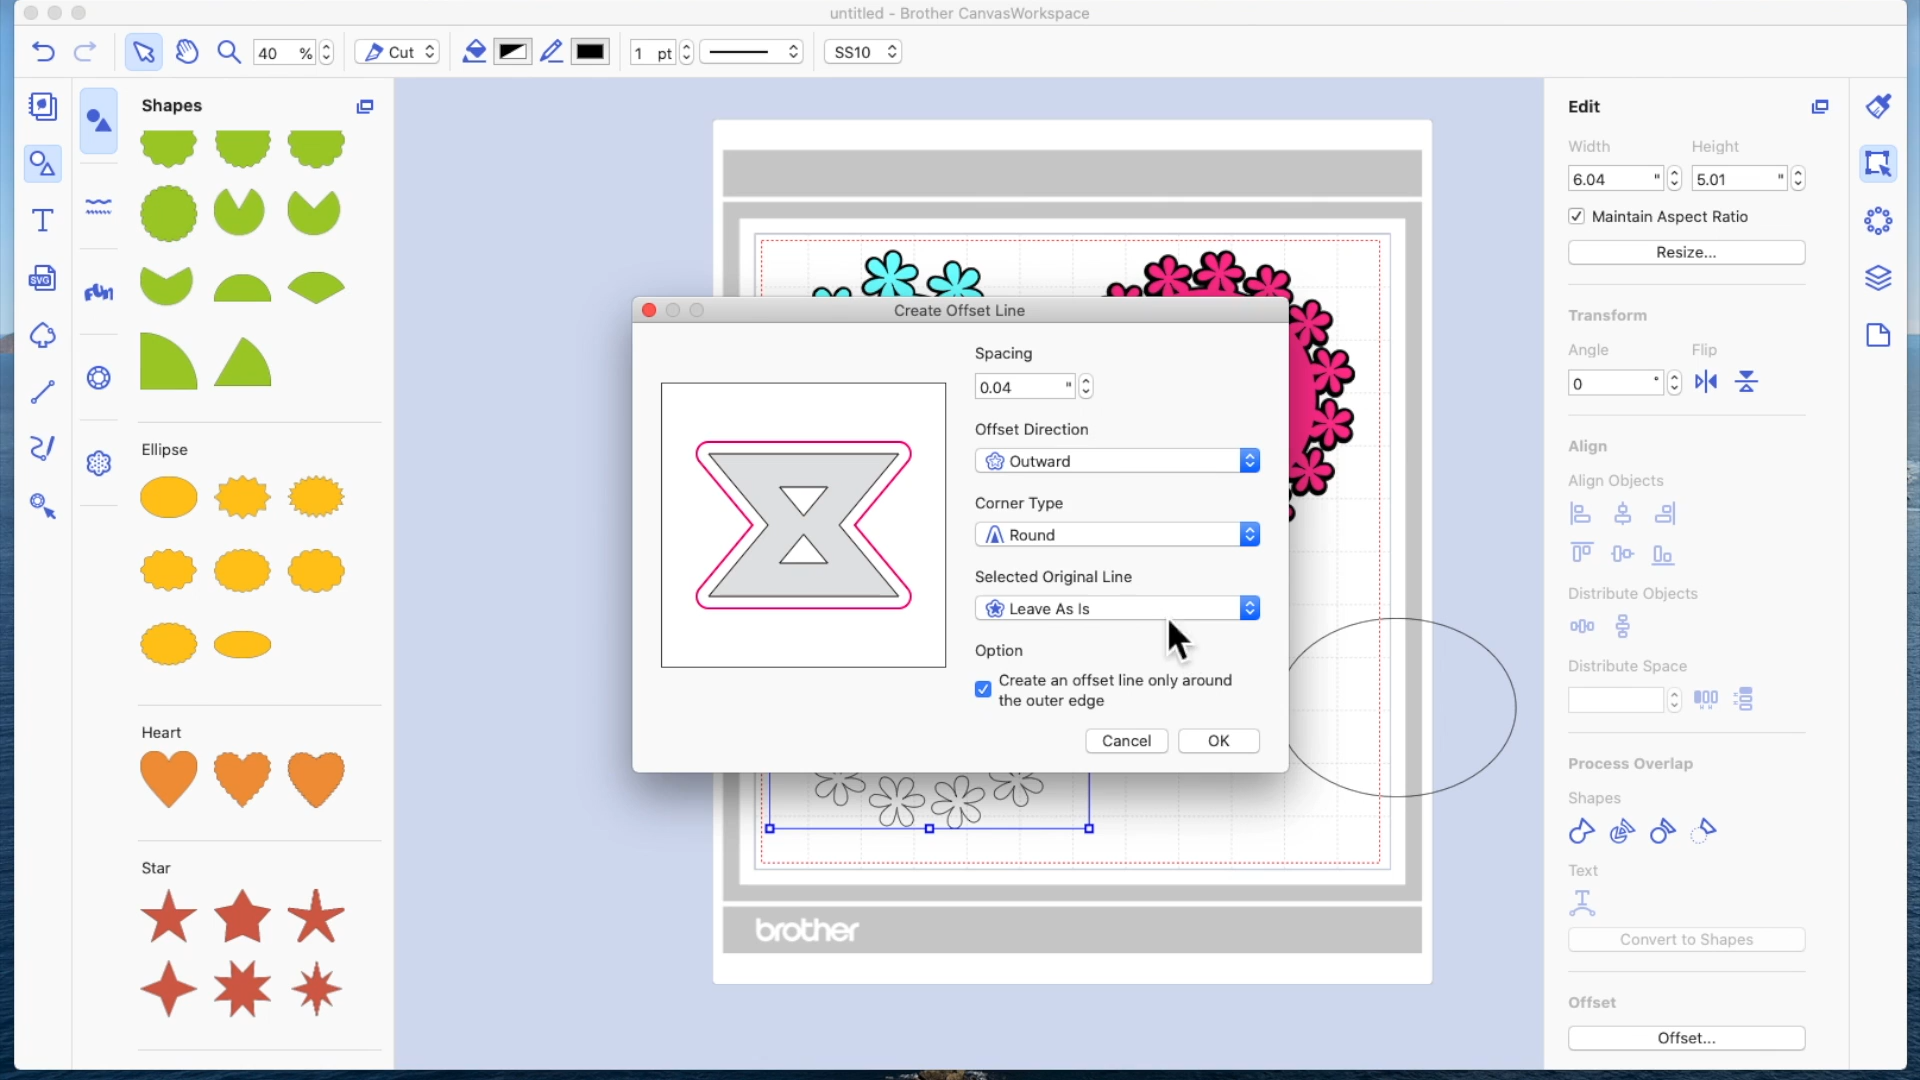 untitled - Brother CanvasWorkspace
40 %
Cut
1 pt
SS10
Shapes
Ellipse
Heart
Star
T
SVG
Fun
Create Offset Line
Spacing
0.04 "
Offset Direction
Outward
Corner Type
Round
Selected Original Line
Leave As Is
Option
Create an offset line only around
the outer edge
Cancel
OK
brother
Edit
Width
Height
6.04 "
5.01 "
Maintain Aspect Ratio
Resize...
Transform
Angle
Flip
0 °
Align
Align Objects
Distribute Objects
Distribute Space
Process Overlap
Shapes
Text
Convert to Shapes
Offset
Offset...